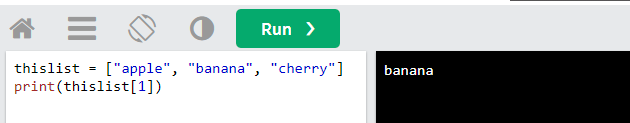 Run ❯
thislist = ["apple", "banana", "cherry"]
print(thislist[1])
banana